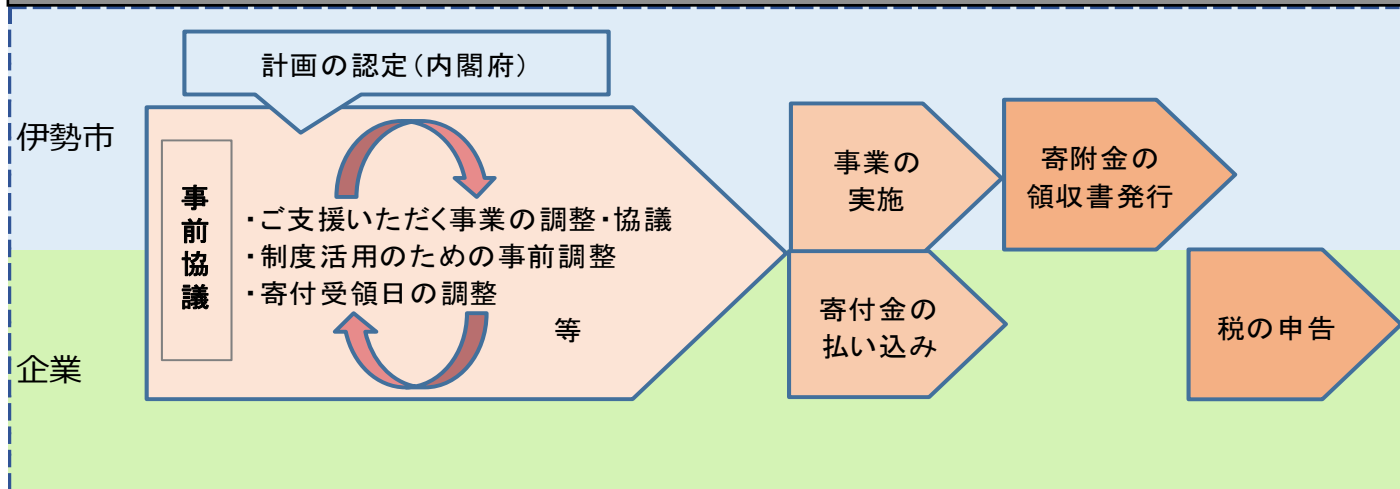 計画の認定（内閣府）
伊勢市
事前協議
・ご支援いただく事業の調整・協議
・制度活用のための事前調整
・寄付受領日の調整
等
事業の
実施
寄附金の
領収書発行
企業
寄付金の
払い込み
税の申告